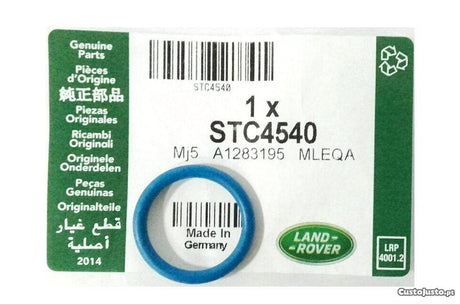 Genuine
Parts
Pièces
d'Origine
純正部品
Piezas
Originales
Ricambi
Originali
Originele
Onderdelen
Peças
Genuinas
Originalteile
قطع غيار
أصلية
2014
STC4540
1 x
STC4540
Mj5 A1283195 MLEQA
Made In
Germany
LAND-
ROVER
LRP
4001.2
CustoJusto.pt